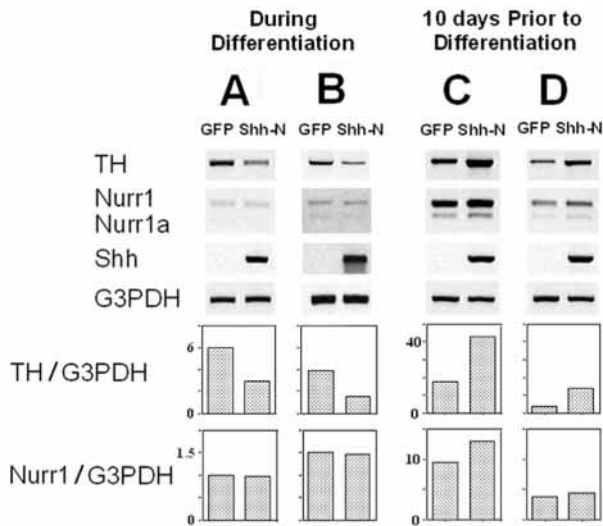 During Differentiation
10 days Prior to Differentiation
A B C D
GFP Shh-N GFP Shh-N GFP Shh-N GFP Shh-N
TH
Nurr1
Nurr1a
Shh
G3PDH
TH/G3PDH
6
0
40
0
Nurr1/G3PDH
1.5
0
10
0